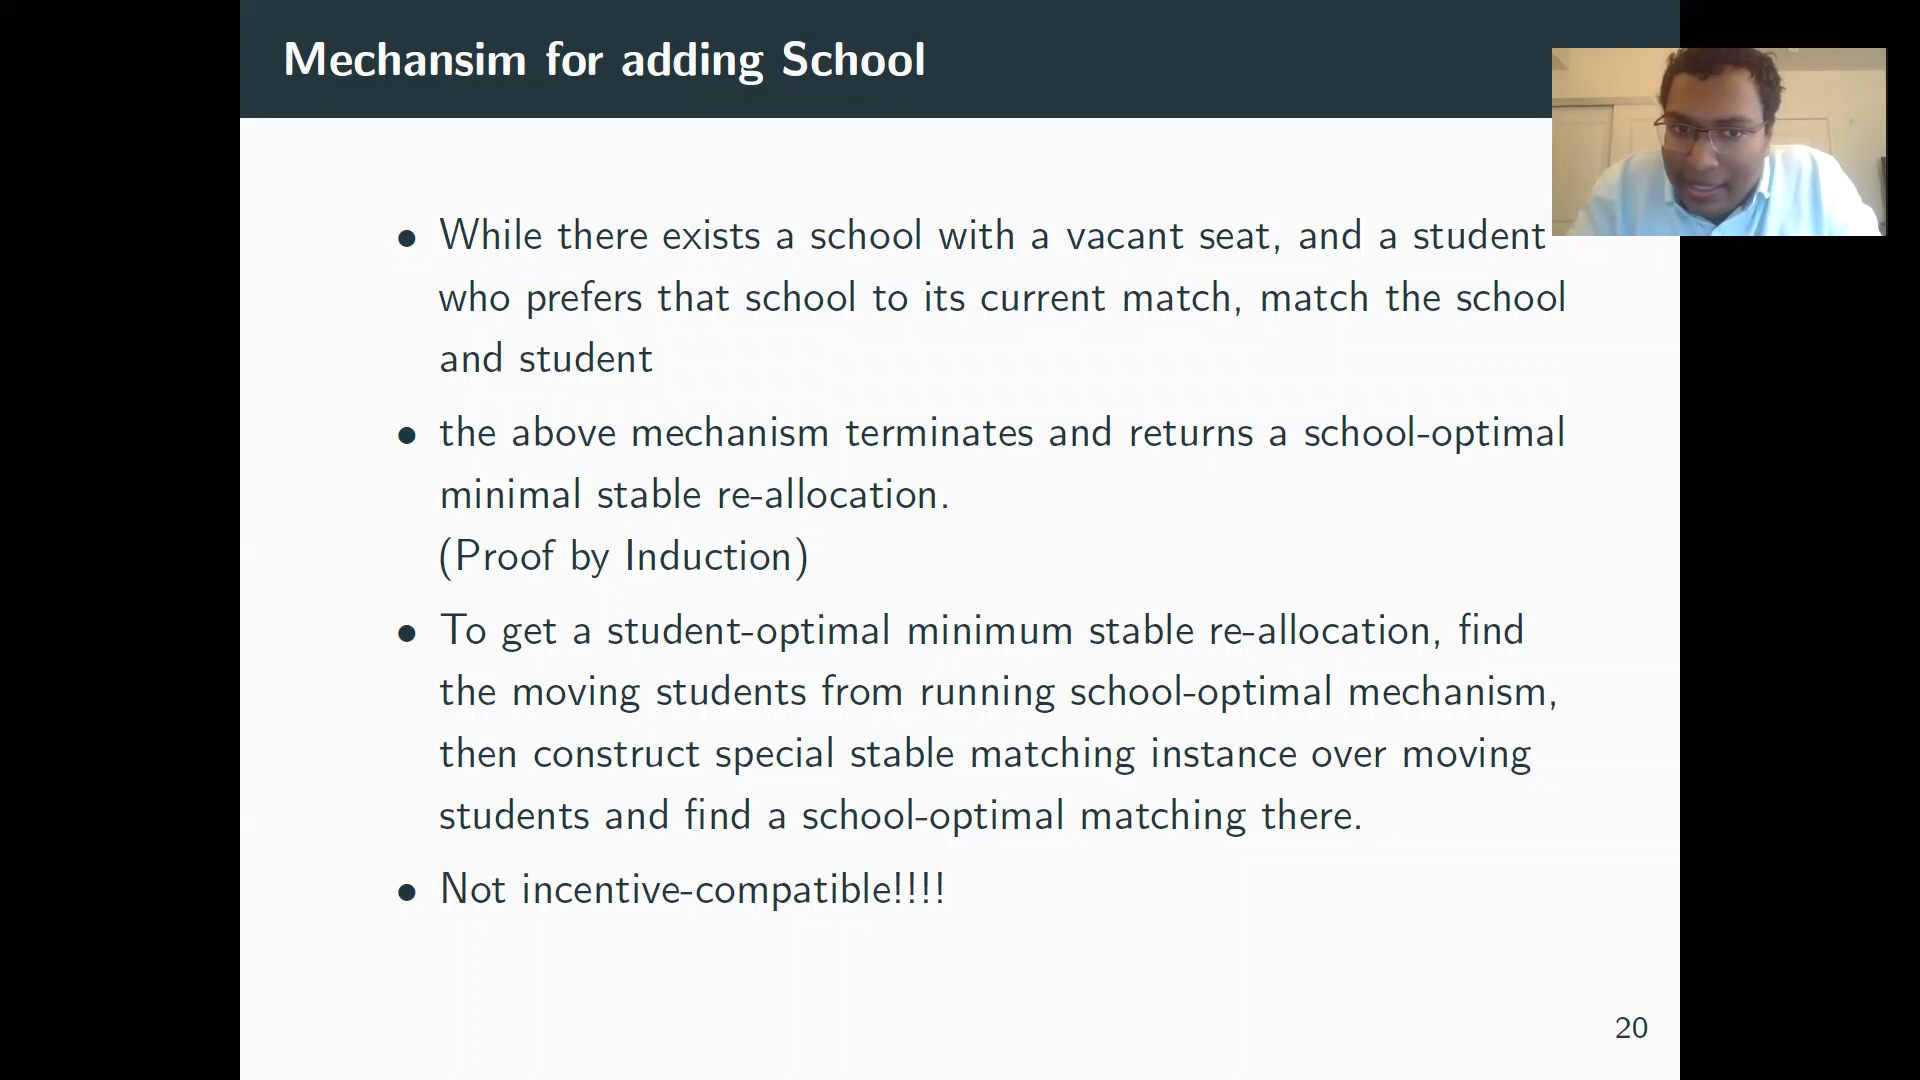 Mechansim for adding School
• While there exists a school with a vacant seat, and a student
who prefers that school to its current match, match the school
and student
• the above mechanism terminates and returns a school-optimal
minimal stable re-allocation.
(Proof by Induction)
• To get a student-optimal minimum stable re-allocation, find
the moving students from running school-optimal mechanism,
then construct special stable matching instance over moving
students and find a school-optimal matching there.
• Not incentive-compatible!!!!
20